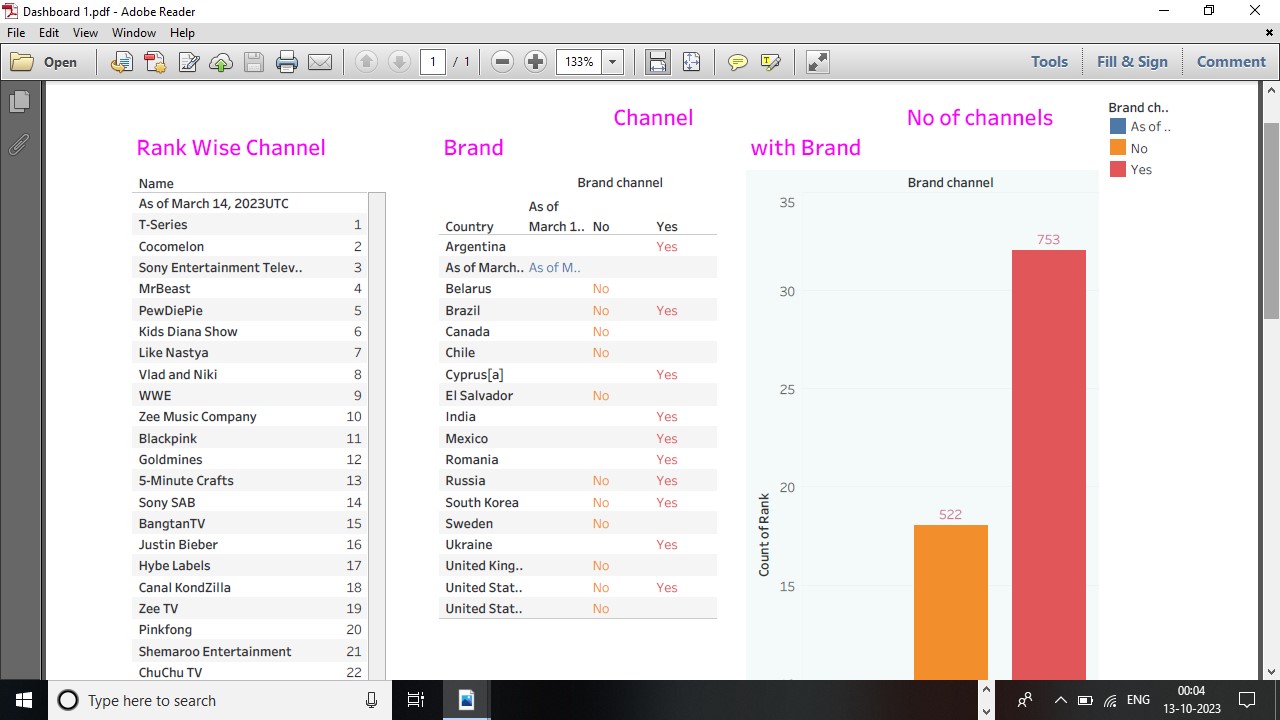 Dashboard 1.pdf - Adobe Reader
File Edit View Window Help
Open 1 / 1 133% Tools Fill & Sign Comment
Rank Wise Channel
Name
As of March 14, 2023UTC
T-Series 1
Cocomelon 2
Sony Entertainment Telev.. 3
MrBeast 4
PewDiePie 5
Kids Diana Show 6
Like Nastya 7
Vlad and Niki 8
WWE 9
Zee Music Company 10
Blackpink 11
Goldmines 12
5-Minute Crafts 13
Sony SAB 14
BangtanTV 15
Justin Bieber 16
Hybe Labels 17
Canal KondZilla 18
Zee TV 19
Pinkfong 20
Shemaroo Entertainment 21
ChuChu TV 22
Channel
Brand
Brand channel
As of
Country March 1.. No Yes
Argentina Yes
As of March.. As of M..
Belarus No
Brazil No Yes
Canada No
Chile No
Cyprus[a] Yes
El Salvador No
India Yes
Mexico Yes
Romania Yes
Russia No Yes
South Korea No Yes
Sweden No
Ukraine Yes
United King.. No
United Stat.. No Yes
United Stat.. No
No of channels
with Brand
Brand channel
35
753
30
25
20
522
15
Count of Rank
Brand ch..
As of ..
No
Yes
Type here to search
ENG
00:04
13-10-2023